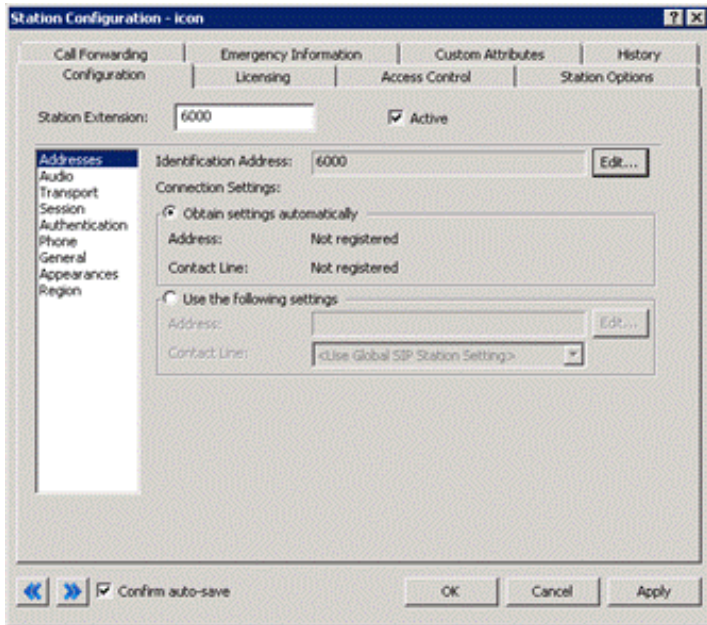 Station Configuration - icon
Call Forwarding Emergency Information Custom Attributes History
Configuration Licensing Access Control Station Options
Station Extension: 6000 Active
Addresses
Audio
Transport
Session
Authentication
Phone
General
Appearances
Region
Identification Address: 6000 Edit...
Connection Settings:
Obtain settings automatically
Address: Not registered
Contact Line: Not registered
Use the following settings
Address: Edit...
Contact Line: <Use Global SIP Station Setting>
Confirm auto-save OK Cancel Apply